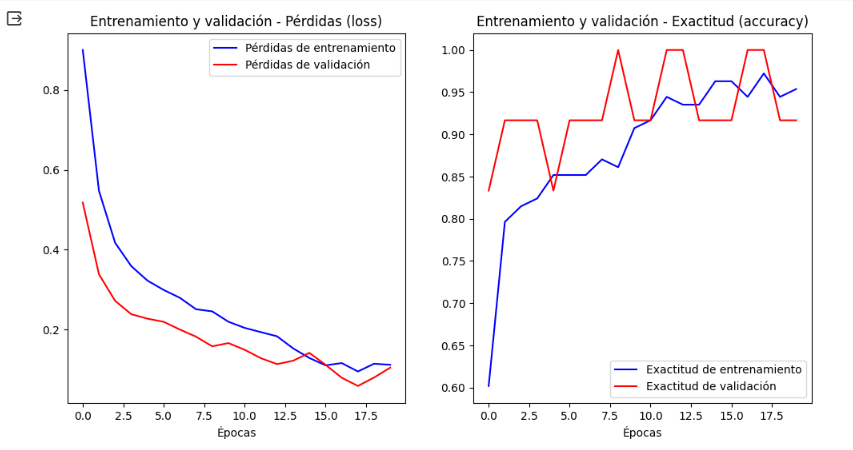 Entrenamiento y validación - Pérdidas (loss)
Pérdidas de entrenamiento
Pérdidas de validación
0.8
0.6
0.4
0.2
0.0 2.5 5.0 7.5 10.0 12.5 15.0 17.5
Épocas
Entrenamiento y validación - Exactitud (accuracy)
1.00
0.95
0.90
0.85
0.80
0.75
0.70
0.65
0.60
Exactitud de entrenamiento
Exactitud de validación
0.0 2.5 5.0 7.5 10.0 12.5 15.0 17.5
Épocas